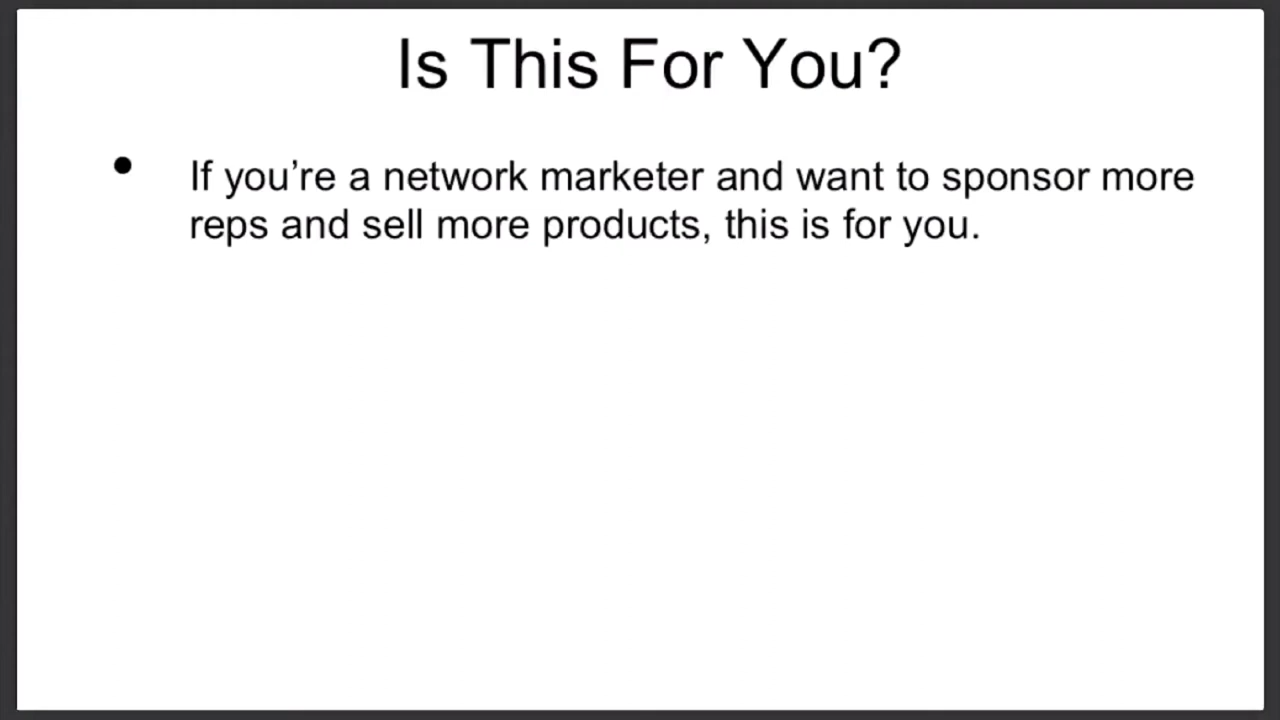 Is This For You?
• If you’re a network marketer and want to sponsor more
reps and sell more products, this is for you.